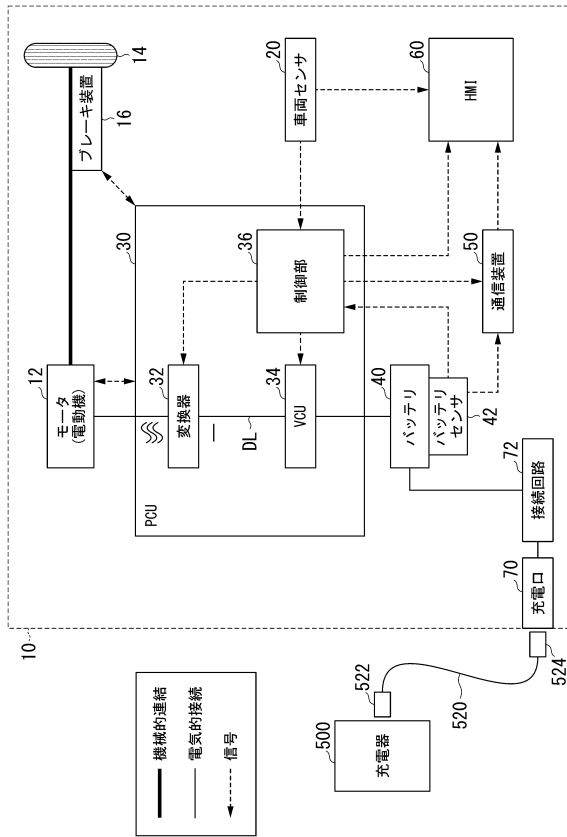 10
モータ
(電動機)
12
14
ブレーキ装置
16
PCU
30
変換器
32
DL
VCU
34
制御部
36
車両センサ
20
HMI
60
通信装置
50
バッテリ
40
バッテリ
センサ
42
接続回路
72
充電口
70
524
520
522
充電器
500
機械的連結
電気的接続
信号